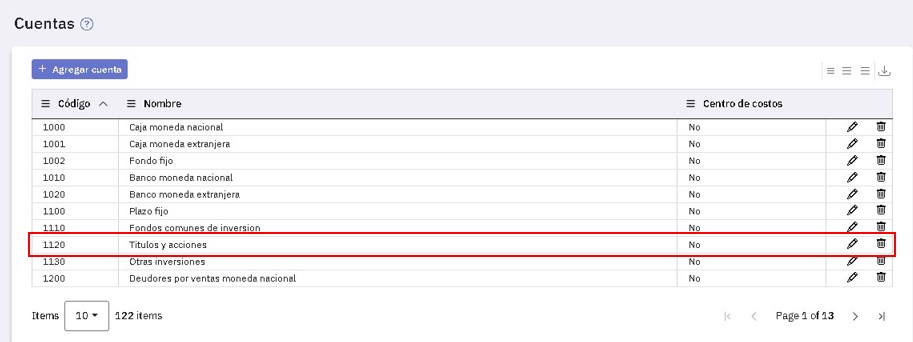 Cuentas ?
+ Agregar cuenta
Código Nombre Centro de costos
1000 Caja moneda nacional No
1001 Caja moneda extranjera No
1002 Fondo fijo No
1010 Banco moneda nacional No
1020 Banco moneda extranjera No
1100 Plazo fijo No
1110 Fondos comunes de inversion No
1120 Titulos y acciones No
1130 Otras inversiones No
1200 Deudores por ventas moneda nacional No
Items 10 122 items Page 1 of 13